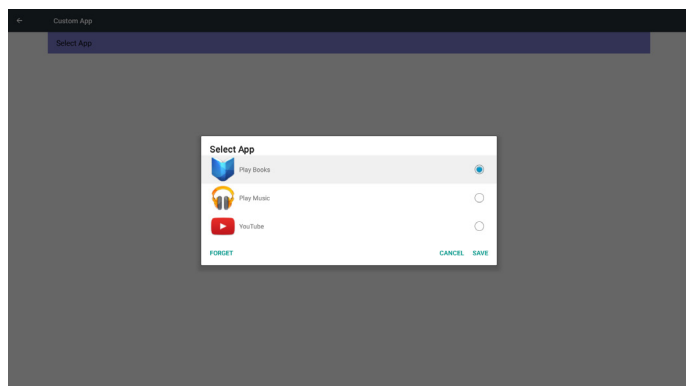 Custom App
Select App
Select App
Play Books
Play Music
YouTube
FORGET CANCEL SAVE